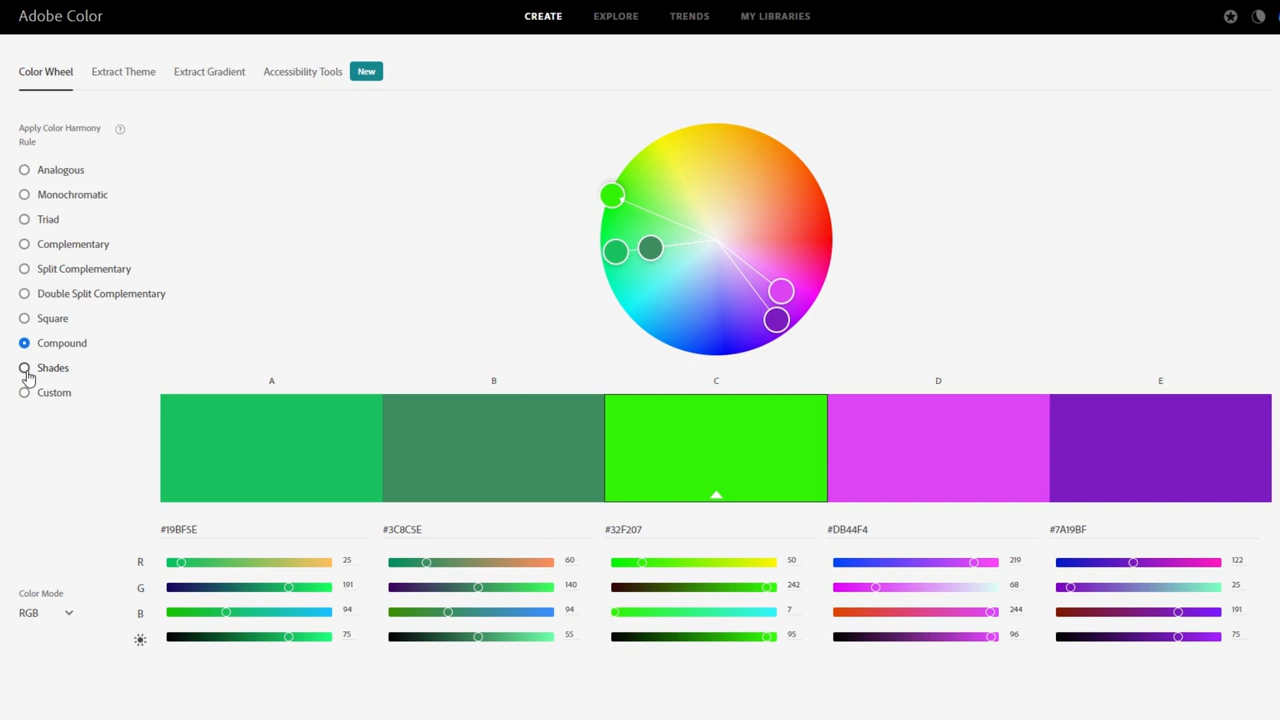 Adobe Color
CREATE EXPLORE TRENDS MY LIBRARIES
Color Wheel Extract Theme Extract Gradient Accessibility Tools New
Apply Color Harmony ?
Rule
Analogous
Monochromatic
Triad
Complementary
Split Complementary
Double Split Complementary
Square
Compound
Shades
Custom
A B C D E
#19BF5E #3C8C5E #32F207 #DB44F4 #7A19BF
R 25 60 50 219 122
G 191 140 242 68 25
B 94 94 7 244 191
75 55 95 96 75
Color Mode
RGB